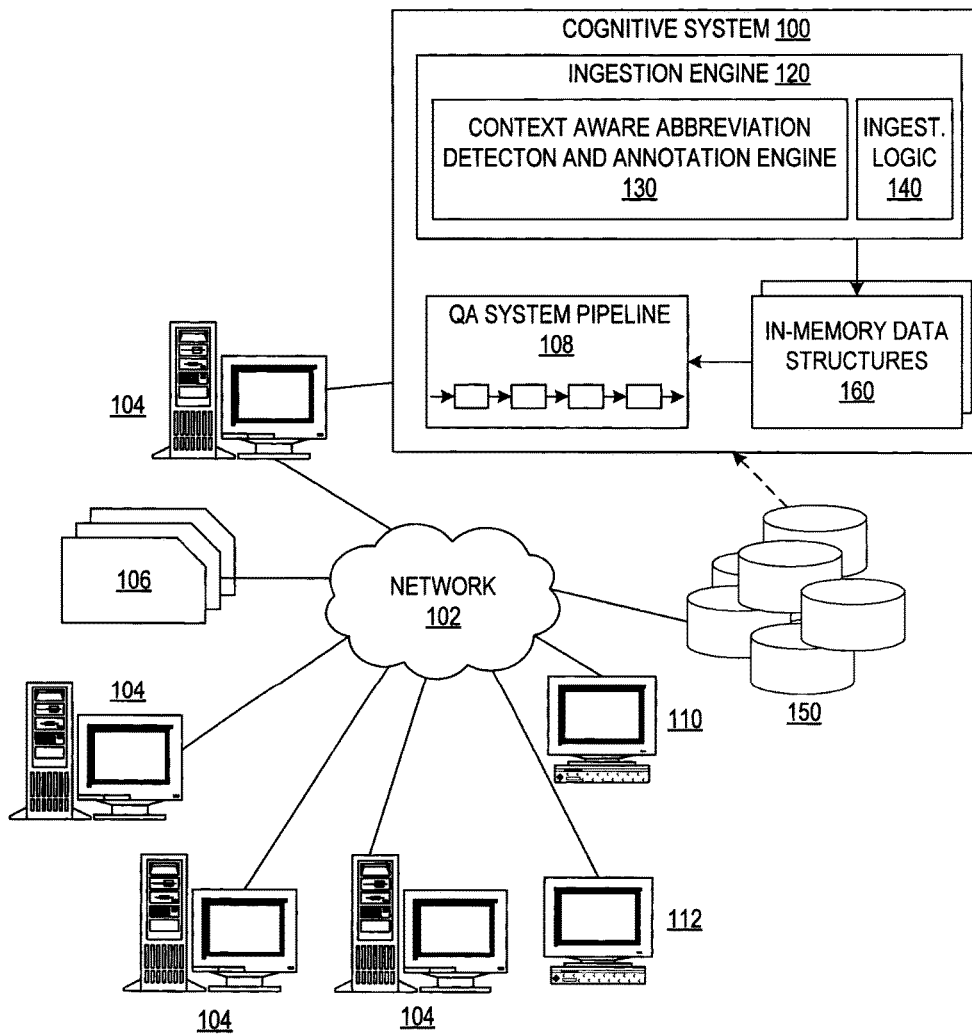 COGNITIVE SYSTEM 100
INGESTION ENGINE 120
CONTEXT AWARE ABBREVIATION
DETECTON AND ANNOTATION ENGINE
130
INGEST.
LOGIC
140
QA SYSTEM PIPELINE
108
IN-MEMORY DATA
STRUCTURES
160
104
106
NETWORK
102
104
110
150
112
104
104